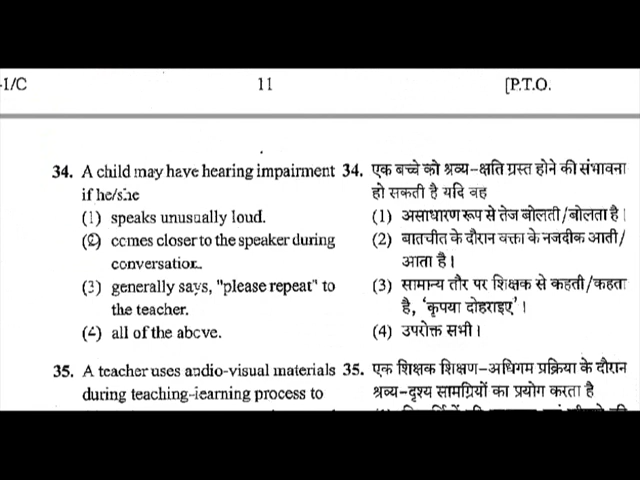 -1/C
11
[P.T.O.
34. A child may have hearing impairment
if he/she
(1) speaks unusually loud.
(2) comes closer to the speaker during
conversation.
(3) generally says, "please repeat" to
the teacher.
(4) all of the above.
35. A teacher uses audio-visual materials
during teaching-learning process to
34. एक बच्चे को श्रव्य-क्षति ग्रस्त होने की संभावना
हो सकती है यदि वह
(1) असाधारण रूप से तेज बोलती/बोलता है।
(2) बातचीत के दौरान वक्ता के नजदीक आती/
आता है।
(3) सामान्य तौर पर शिक्षक से कहती/कहता
है, ‘कृपया दोहराइए’।
(4) उपरोक्त सभी।
35. एक शिक्षक शिक्षण-अधिगम प्रक्रिया के दौरान
श्रव्य-दृश्य सामग्रियों का प्रयोग करता है